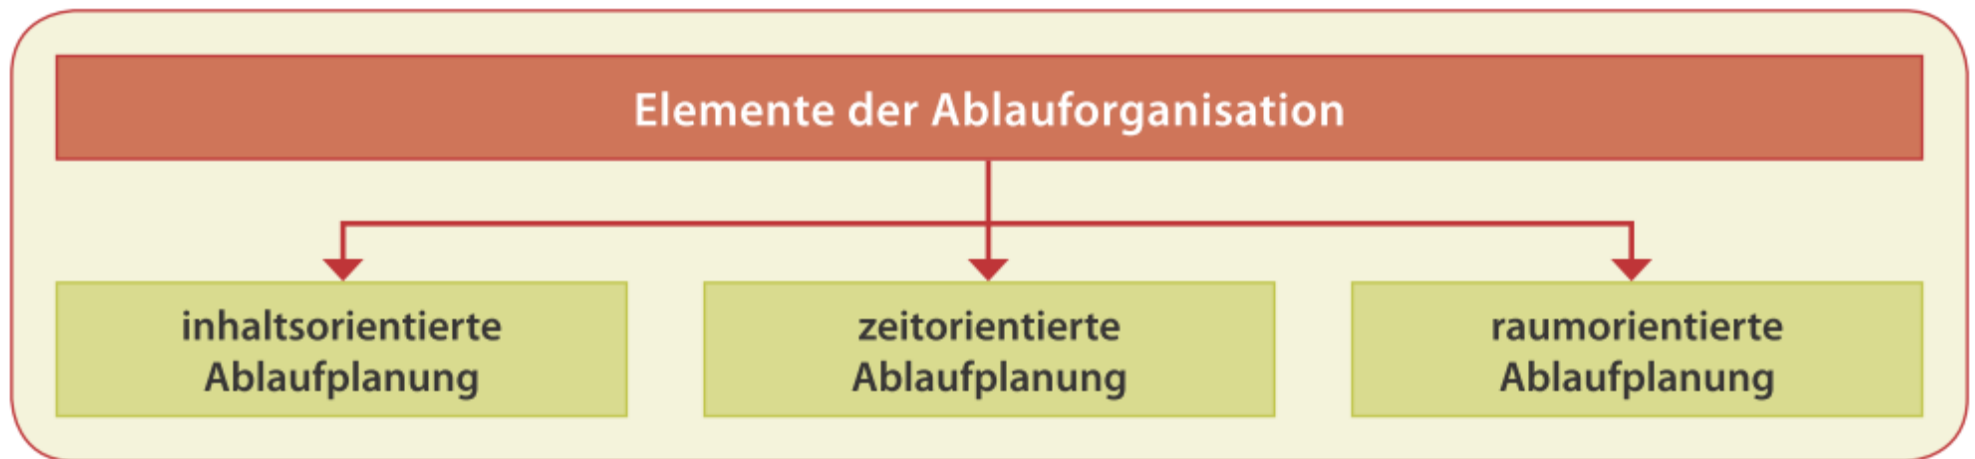 Elemente der Ablauforganisation
inhaltsorientierte
Ablaufplanung
zeitorientierte
Ablaufplanung
raumorientierte
Ablaufplanung